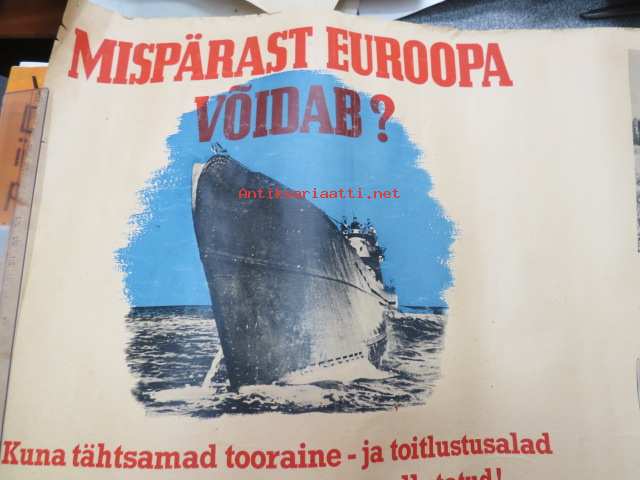 MISPÄRAST EUROOPA
VÕIDAB?
Antikvariaatti.net
Kuna tähtsamad tooraine - ja toitlustusalad